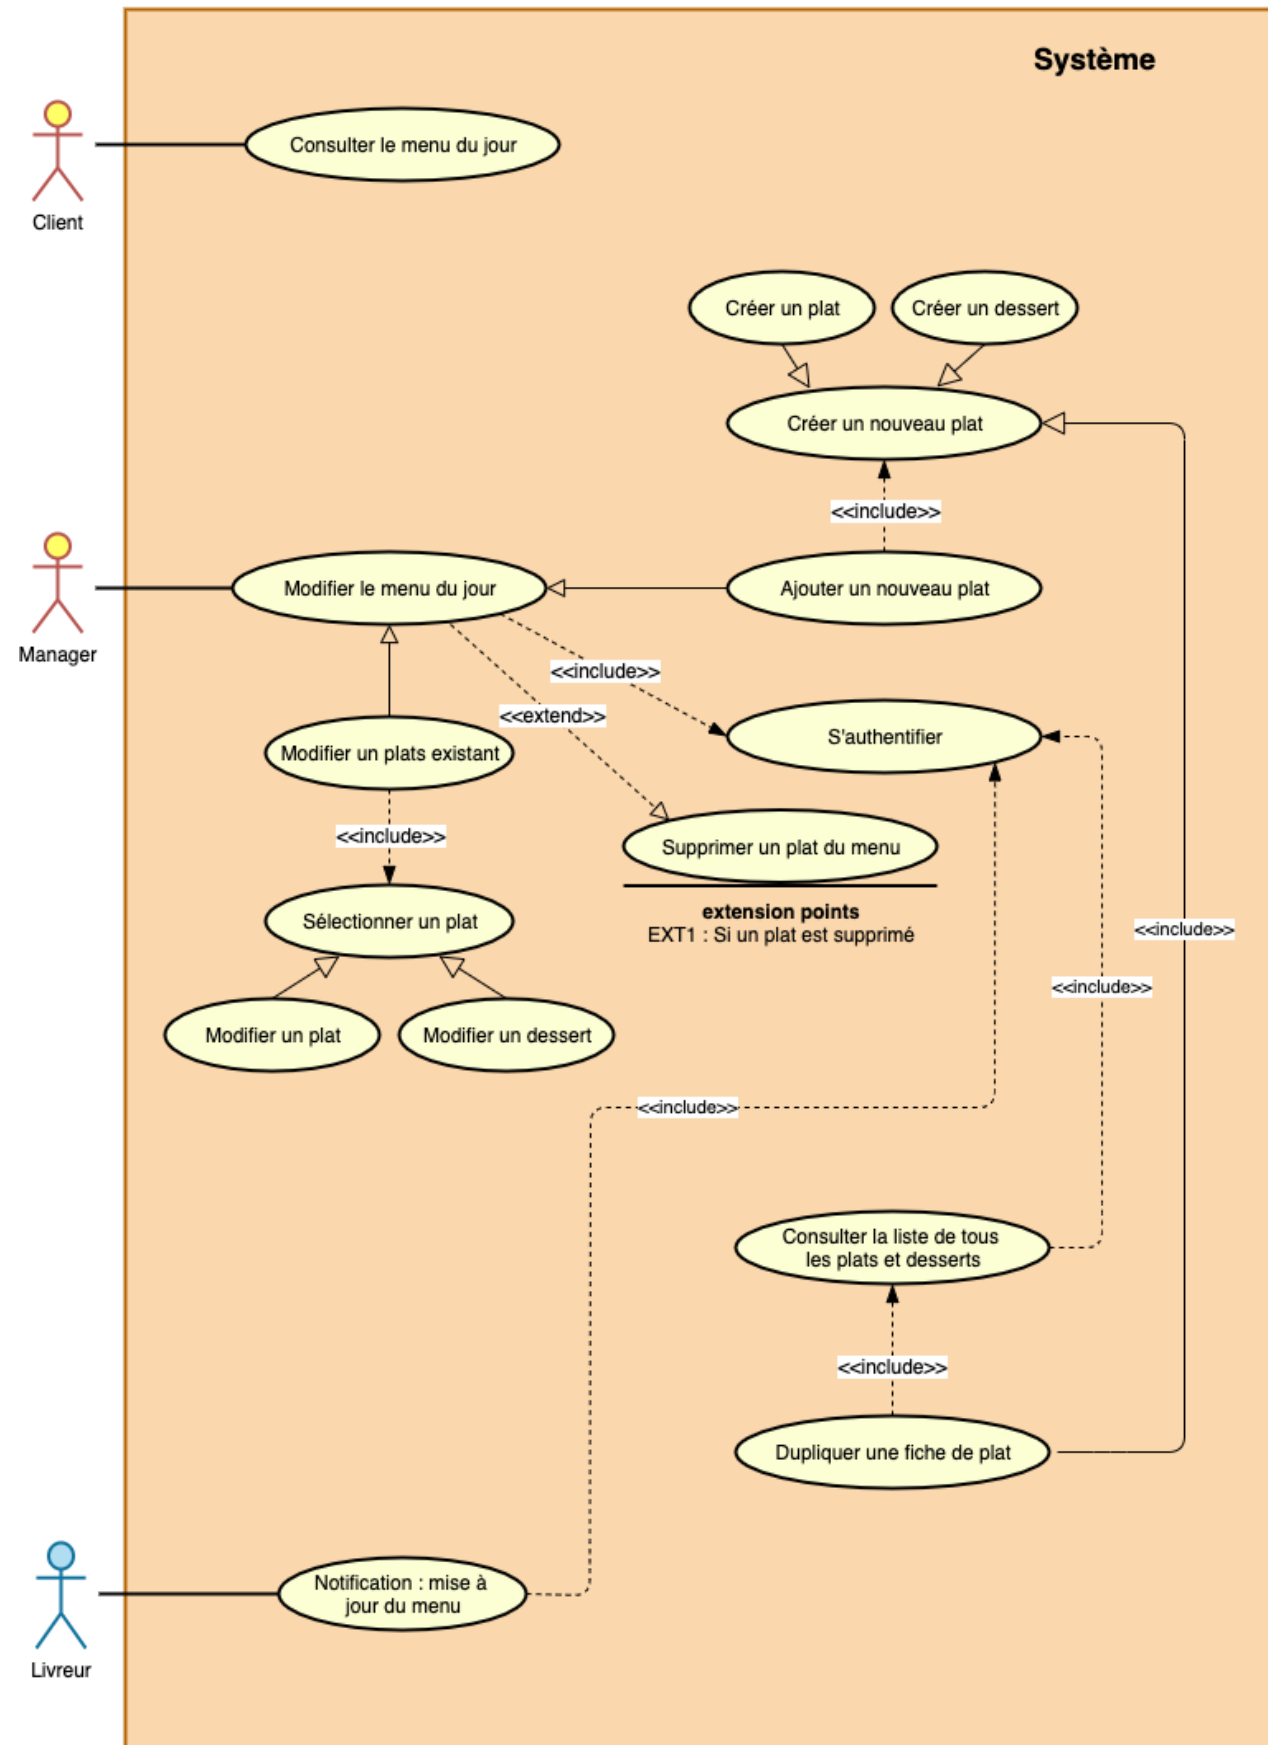 Système
Consulter le menu du jour
Client
Créer un plat
Créer un dessert
Créer un nouveau plat
<<include>>
Modifier le menu du jour
Ajouter un nouveau plat
Manager
<<include>>
<<extend>>
S'authentifier
Modifier un plats existant
<<include>>
Supprimer un plat du menu
extension points
EXT1 : Si un plat est supprimé
Sélectionner un plat
<<include>>
<<include>>
Modifier un plat
Modifier un dessert
<<include>>
Consulter la liste de tous
les plats et desserts
<<include>>
Dupliquer une fiche de plat
Notification : mise à
jour du menu
Livreur